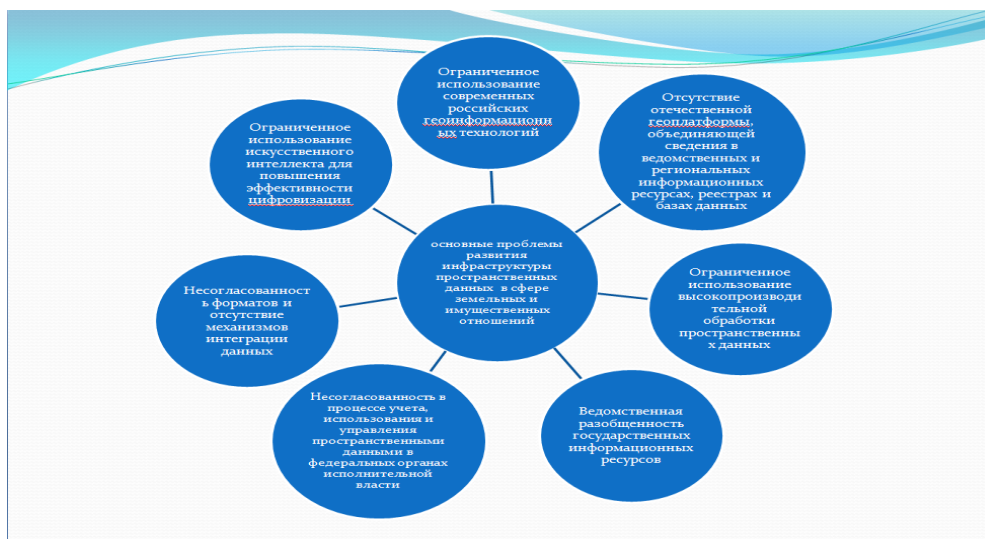 Ограниченное
использование
современных
российских
геоинформационн
ых технологий
Отсутствие
отечественной
геоплатформы,
объединяющей
сведения в
ведомственных и
региональных
информационных
ресурсах, реестрах и
базах данных
Ограниченное
использование
высокопроизводи
тельной
обработки
пространственны
х данных
Ведомственная
разобщенность
государственных
информационных
ресурсов
Несогласованность в
процессе учета,
использования и
управления
пространственными
данными в
федеральных органах
исполнительной
власти
Несогласованност
ь форматов и
отсутствие
механизмов
интеграции
данных
Ограниченное
использование
искусственного
интеллекта для
повышения
эффективности
цифровизации
основные проблемы
развития
инфраструктуры
пространственных
данных в сфере
земельных и
имущественных
отношений